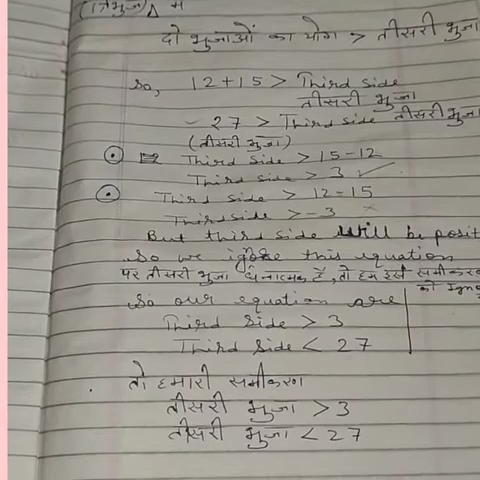 (त्रिभुज) Δ में
दो भुजाओं का योग > तीसरी भुजा
So, 12+15 > Third side
तीसरी भुजा
27 > Third side तीसरी भुजा
(तीसरी भुजा)
Third side > 15-12
Third side > 3 ✓
Third side > 12-15
Third side > -3 ×
But third side will be posit
so we ignore this equation
पर तीसरी भुजा धनात्मक है, तो हम इस समीकरण
को Igno
So our equation are
Third side > 3
Third side < 27
तो हमारी समीकरण
तीसरी भुजा > 3
तीसरी भुजा < 27